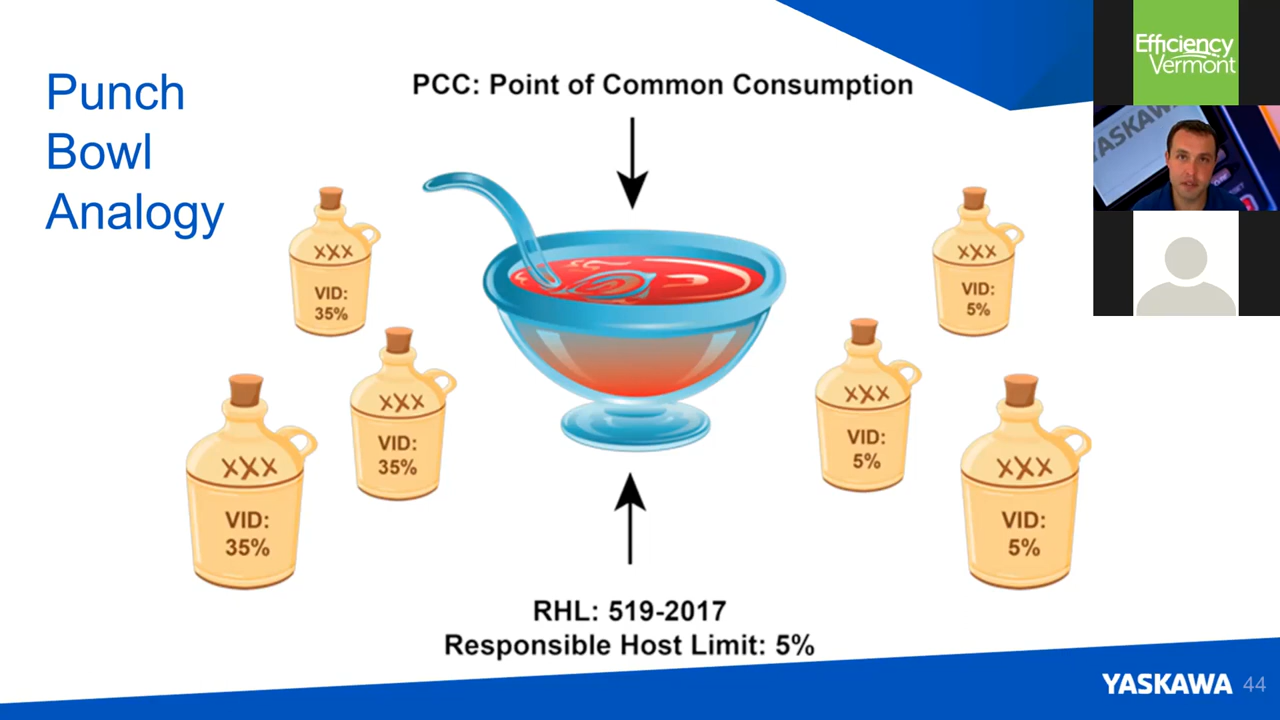 Punch
Bowl
Analogy
PCC: Point of Common Consumption
Efficiency
Vermont
YASKAWA
XXX
VID:
35%
XXX
VID:
35%
XXX
VID:
35%
XXX
VID:
5%
XXX
VID:
5%
XXX
VID:
5%
RHL: 519-2017
Responsible Host Limit: 5%
YASKAWA 44